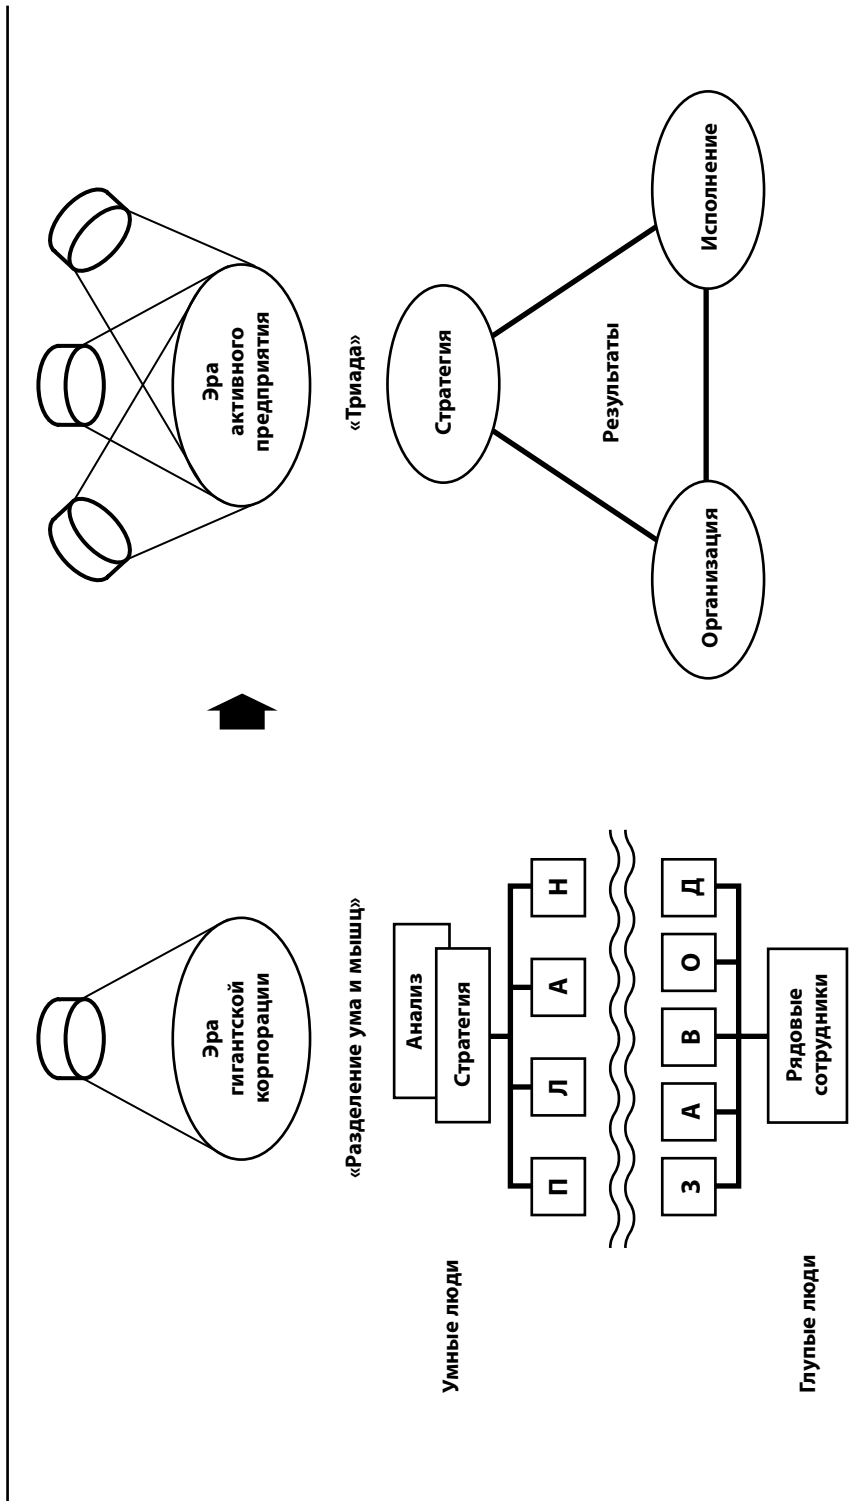 Эра
гигантской
корпорации
«Разделение ума и мышц»
Умные люди
Анализ
Стратегия
П Л А Н
З А В О Д
Рядовые
сотрудники
Глупые люди
Эра
активного
предприятия
«Триада»
Стратегия
Результаты
Организация
Исполнение